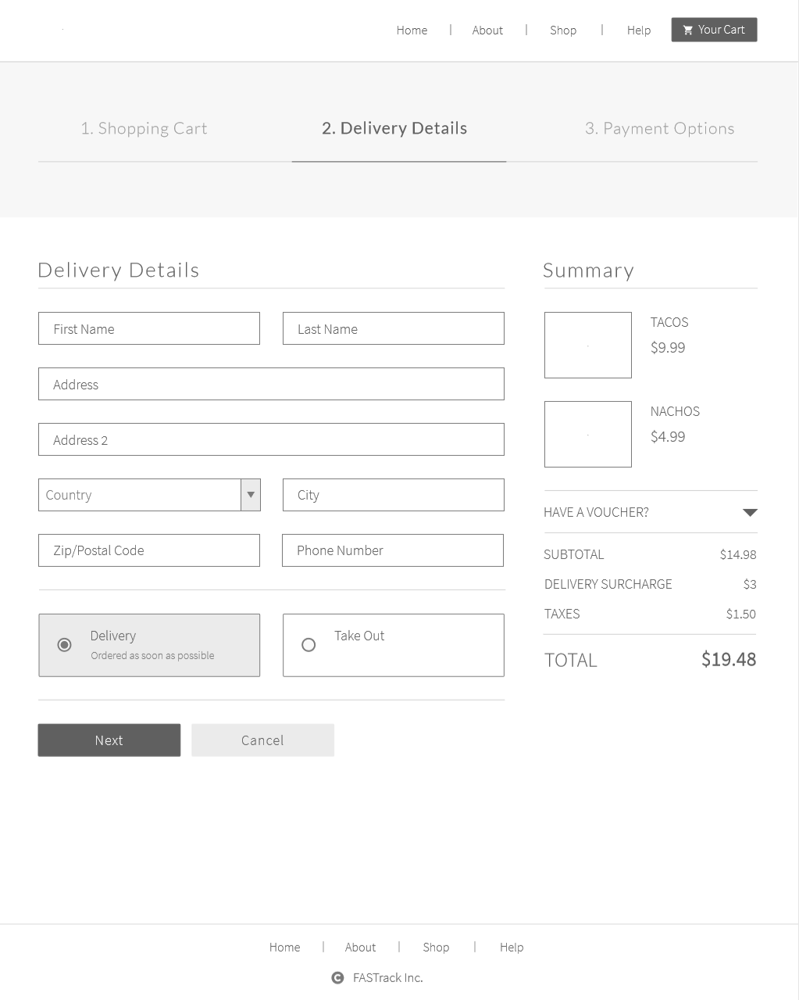 Home | About | Shop | Help Your Cart
1. Shopping Cart 2. Delivery Details 3. Payment Options
Delivery Details
First Name Last Name
Address
Address 2
Country City
Zip/Postal Code Phone Number
Delivery
Ordered as soon as possible
Take Out
Next Cancel
Summary
TACOS
$9.99
NACHOS
$4.99
HAVE A VOUCHER?
SUBTOTAL $14.98
DELIVERY SURCHARGE $3
TAXES $1.50
TOTAL $19.48
Home | About | Shop | Help
© FASTrack Inc.